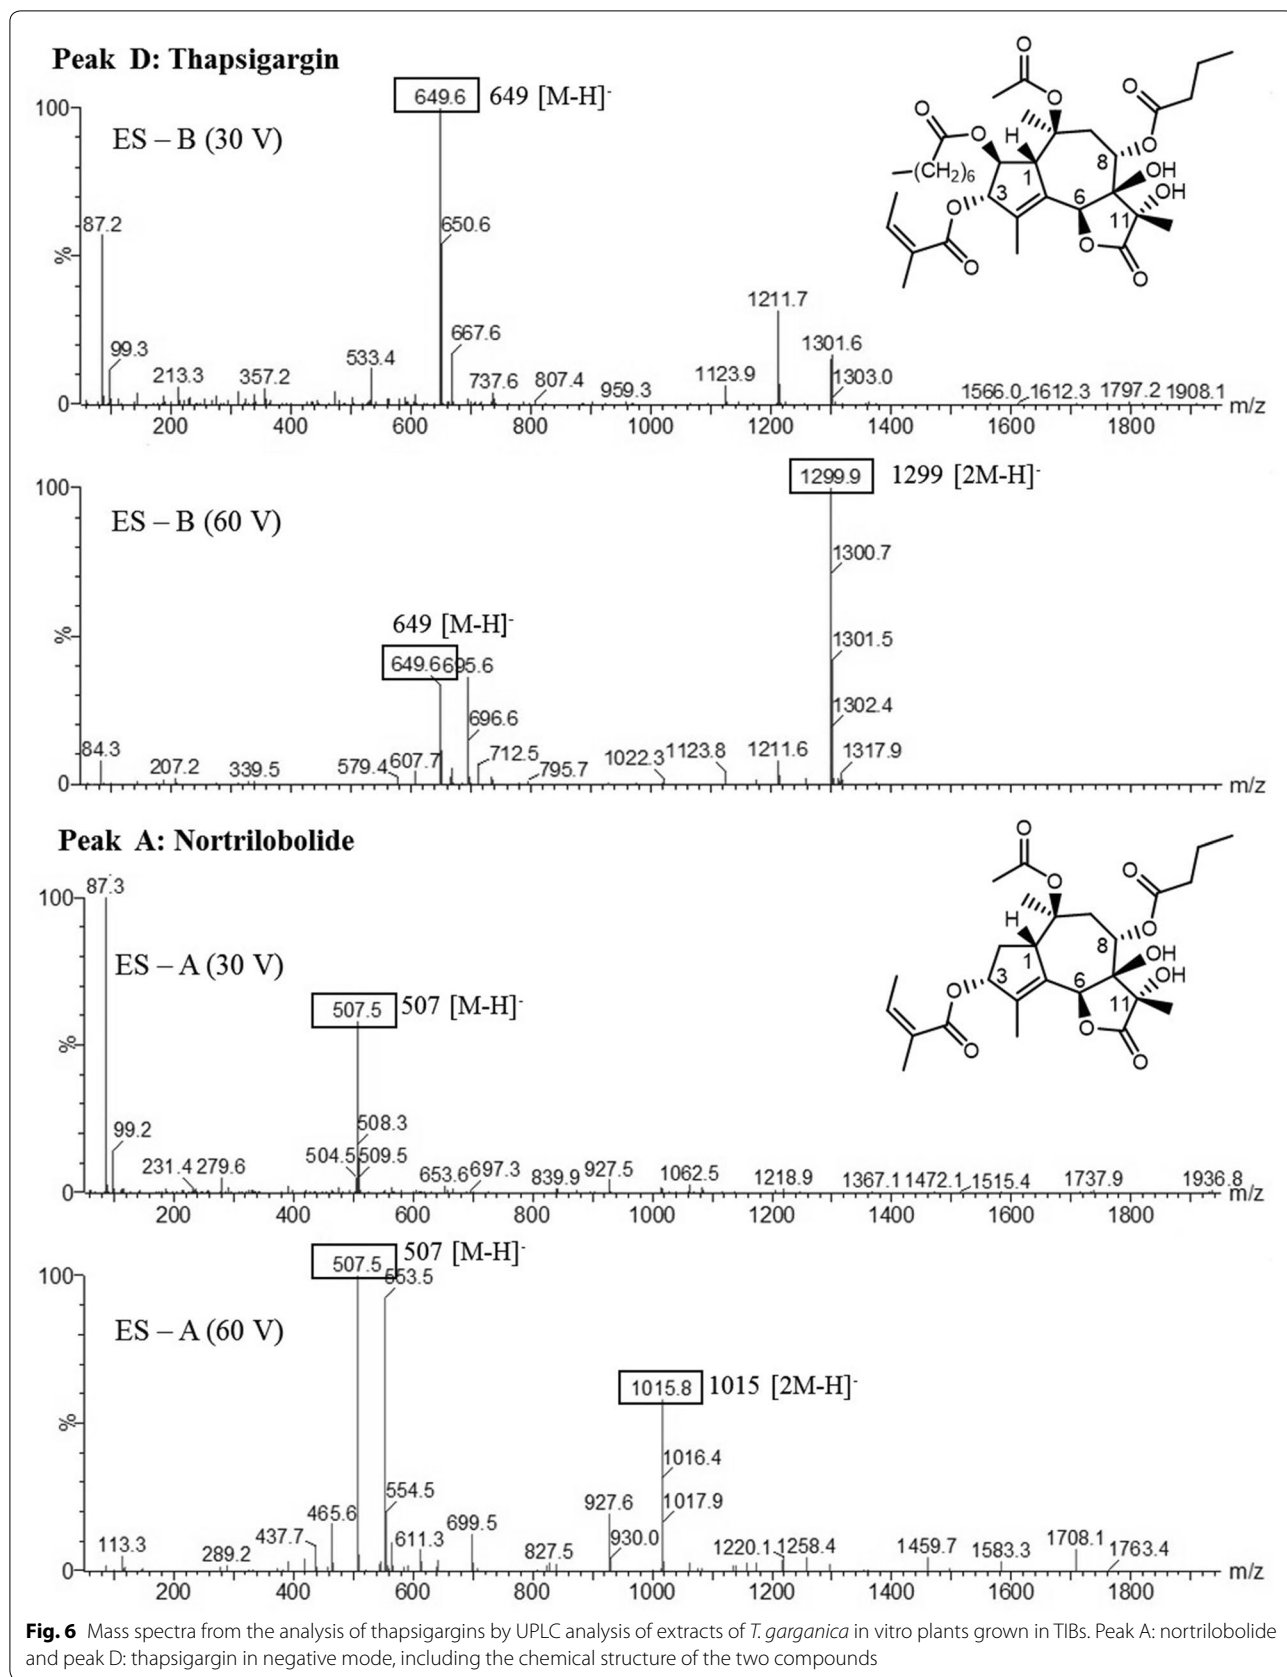 Peak D: Thapsigargin
649.6 649 [M-H]-
100
ES – B (30 V)
87.2
650.6
%
1211.7
667.6
99.3
533.4
1301.6
213.3
357.2
737.6
807.4
959.3
1123.9
1303.0
1566.0
1612.3
1797.2
1908.1
0
m/z
200 400 600 800 1000 1200 1400 1600 1800
O
O
O
O
O
O
H
8
O
OH
(CH2)6
1
OH
3
6
O
11
O
O
O
1299.9 1299 [2M-H]-
100
ES – B (60 V)
1300.7
649 [M-H]-
%
1301.5
649.6
695.6
696.6
1302.4
84.3
207.2
339.5
579.4
607.7
712.5
795.7
1022.3
1123.8
1211.6
1317.9
0
m/z
200 400 600 800 1000 1200 1400 1600 1800
Peak A: Nortrilobolide
87.3
100
ES – A (30 V)
507.5 507 [M-H]-
%
508.3
99.2
504.5
509.5
231.4
279.6
653.6
697.3
839.9
927.5
1062.5
1218.9
1367.1
1472.1
1515.4
1737.9
1936.8
0
m/z
200 400 600 800 1000 1200 1400 1600 1800
O
O
O
H
8
O
OH
1
OH
3
6
O
11
O
O
O
507.5 507 [M-H]-
100
553.5
ES – A (60 V)
1015.8 1015 [2M-H]-
%
1016.4
554.5
1017.9
465.6
927.6
437.7
611.3
699.5
113.3
289.2
827.5
930.0
1220.1
1258.4
1459.7
1583.3
1708.1
1763.4
0
m/z
200 400 600 800 1000 1200 1400 1600 1800
Fig. 6 Mass spectra from the analysis of thapsigargins by UPLC analysis of extracts of T. garganica in vitro plants grown in TIBs. Peak A: nortrilobolide
and peak D: thapsigargin in negative mode, including the chemical structure of the two compounds